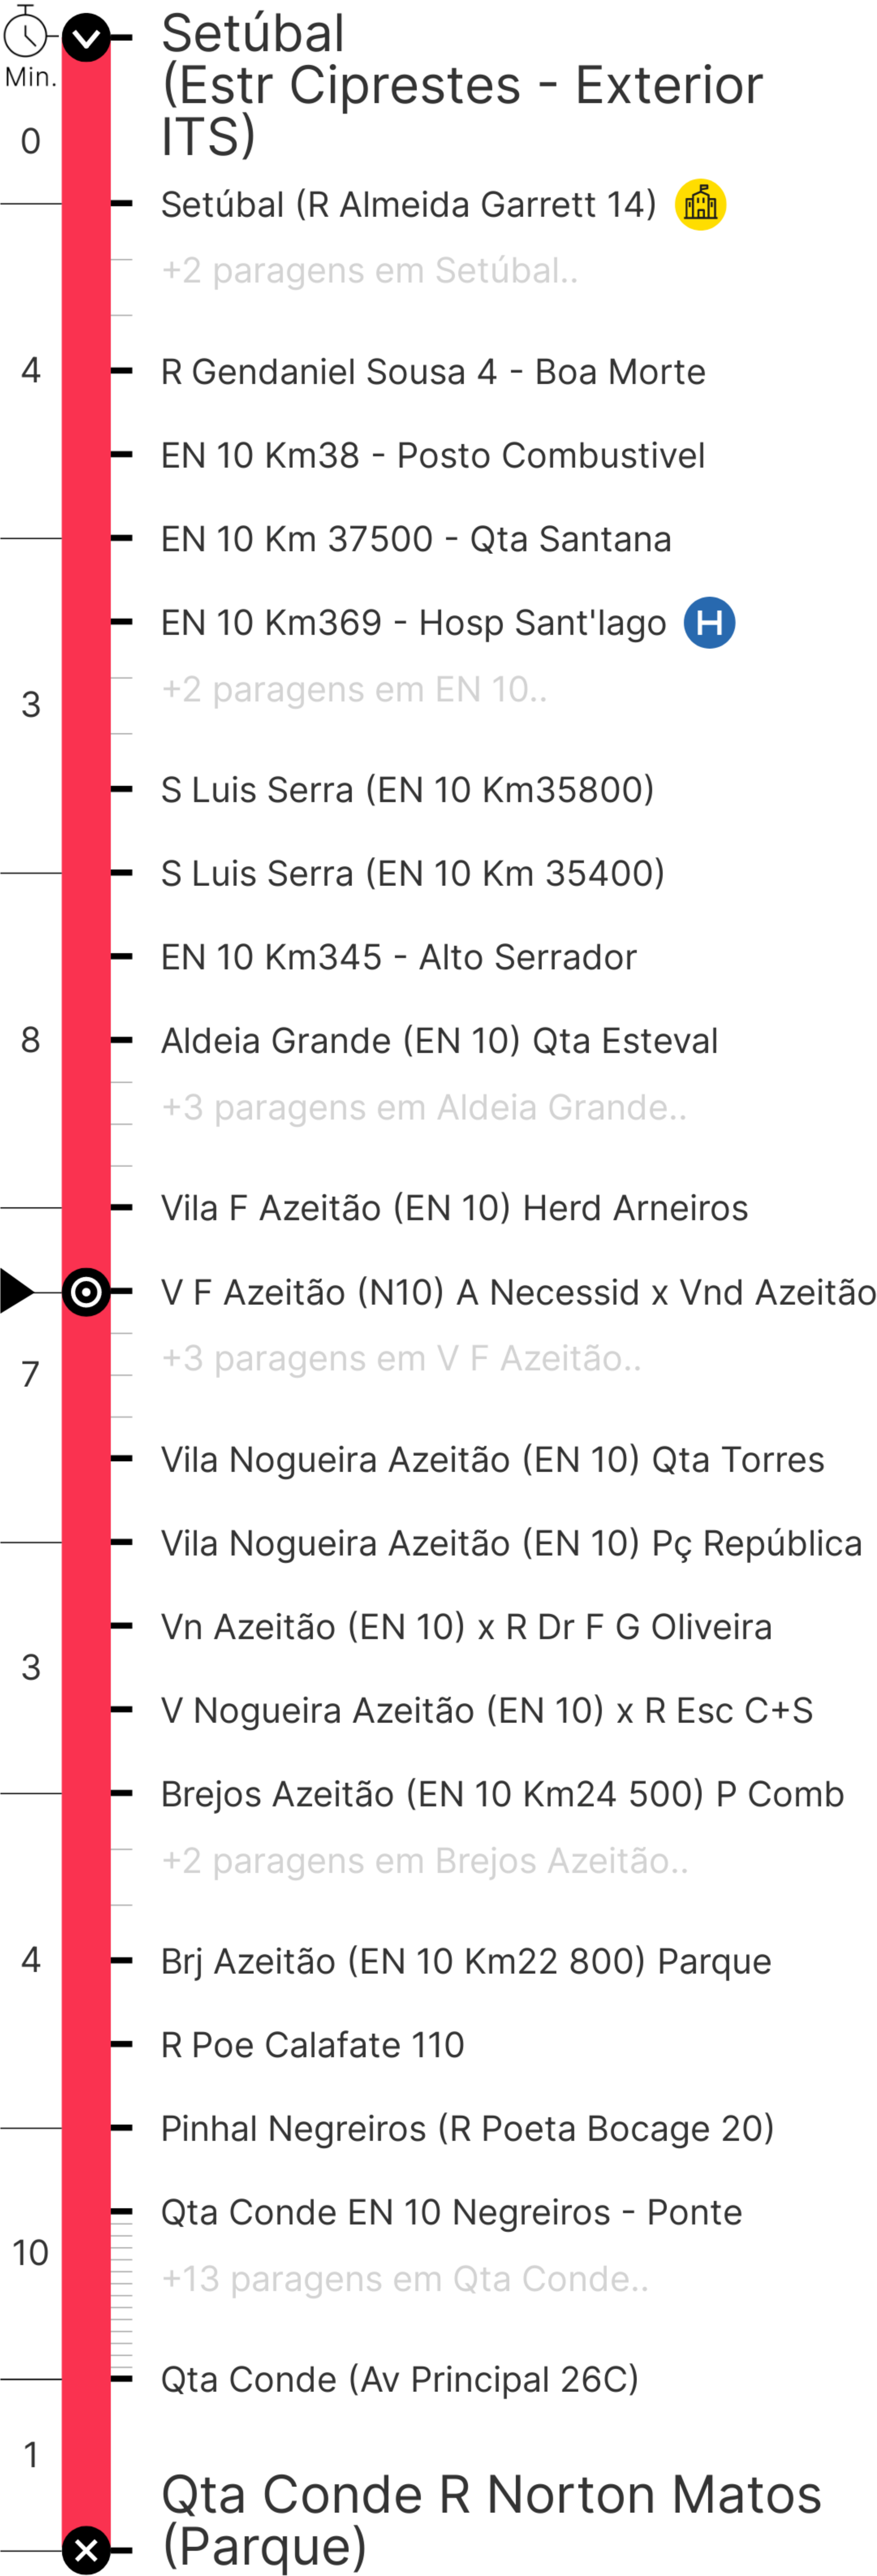 Min.
Setúbal
(Estr Ciprestes - Exterior
ITS)
0
Setúbal (R Almeida Garrett 14)
+2 paragens em Setúbal..
4
R Gendaniel Sousa 4 - Boa Morte
EN 10 Km38 - Posto Combustivel
EN 10 Km 37500 - Qta Santana
EN 10 Km369 - Hosp Sant'Iago
H
+2 paragens em EN 10..
3
S Luis Serra (EN 10 Km35800)
S Luis Serra (EN 10 Km 35400)
EN 10 Km345 - Alto Serrador
8
Aldeia Grande (EN 10) Qta Esteval
+3 paragens em Aldeia Grande..
Vila F Azeitão (EN 10) Herd Arneiros
V F Azeitão (N10) A Necessid x Vnd Azeitão
+3 paragens em V F Azeitão..
7
Vila Nogueira Azeitão (EN 10) Qta Torres
Vila Nogueira Azeitão (EN 10) Pç República
Vn Azeitão (EN 10) x R Dr F G Oliveira
3
V Nogueira Azeitão (EN 10) x R Esc C+S
Brejos Azeitão (EN 10 Km24 500) P Comb
+2 paragens em Brejos Azeitão..
4
Brj Azeitão (EN 10 Km22 800) Parque
R Poe Calafate 110
Pinhal Negreiros (R Poeta Bocage 20)
Qta Conde EN 10 Negreiros - Ponte
10
+13 paragens em Qta Conde..
Qta Conde (Av Principal 26C)
1
Qta Conde R Norton Matos
(Parque)